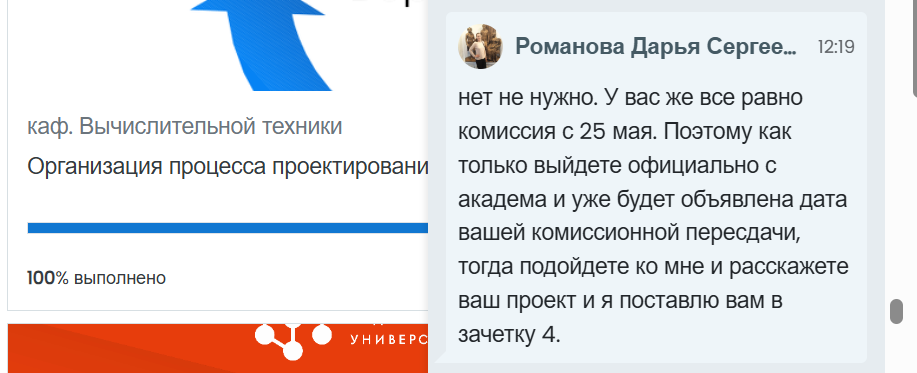 каф. Вычислительной техники
Организация процесса
100% выполнено
Романова Дарья Сергее...
12:19
нет не нужно. У вас же все равно
комиссия с 25 мая. Поэтому как
только выйдете официально с
академа и уже будет объявлена дата
вашей комиссионной пересдачи,
тогда подойдете ко мне и расскажете
ваш проект и я поставлю вам в
зачетку 4.